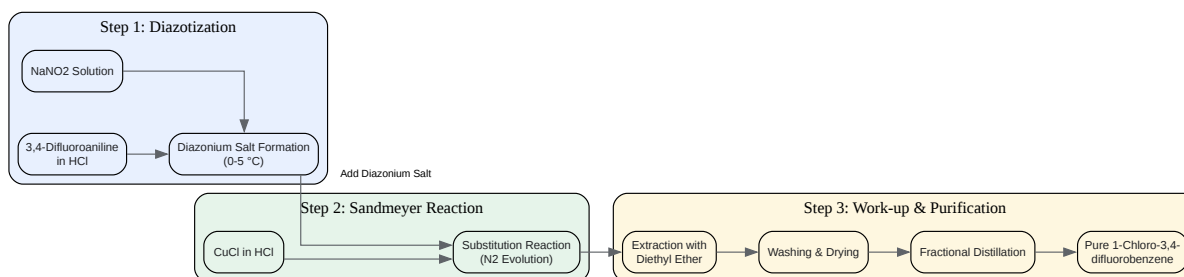 Step 1: Diazotization
NaNO2 Solution
3,4-Difluoroaniline
in HCl
Diazonium Salt Formation
(0-5 °C)
Add Diazonium Salt
Step 2: Sandmeyer Reaction
CuCl in HCl
Substitution Reaction
(N2 Evolution)
Step 3: Work-up & Purification
Extraction with
Diethyl Ether
Washing & Drying
Fractional Distillation
Pure 1-Chloro-3,4-
difluorobenzene